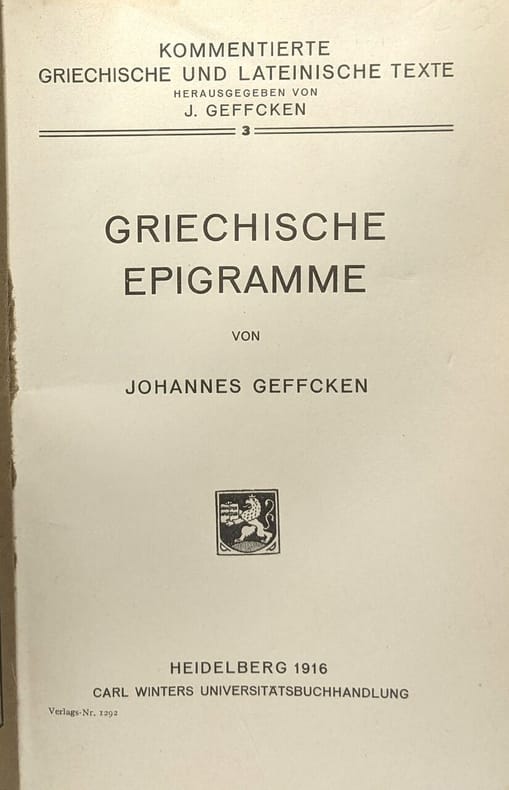 KOMMENTIERTE
GRIECHISCHE UND LATEINISCHE TEXTE
HERAUSGEGEBEN VON
J. GEFFCKEN
3
GRIECHISCHE
EPIGRAMME
VON
JOHANNES GEFFCKEN
HEIDELBERG 1916
CARL WINTERS UNIVERSITÄTSBUCHHANDLUNG
Verlags-Nr. 1292